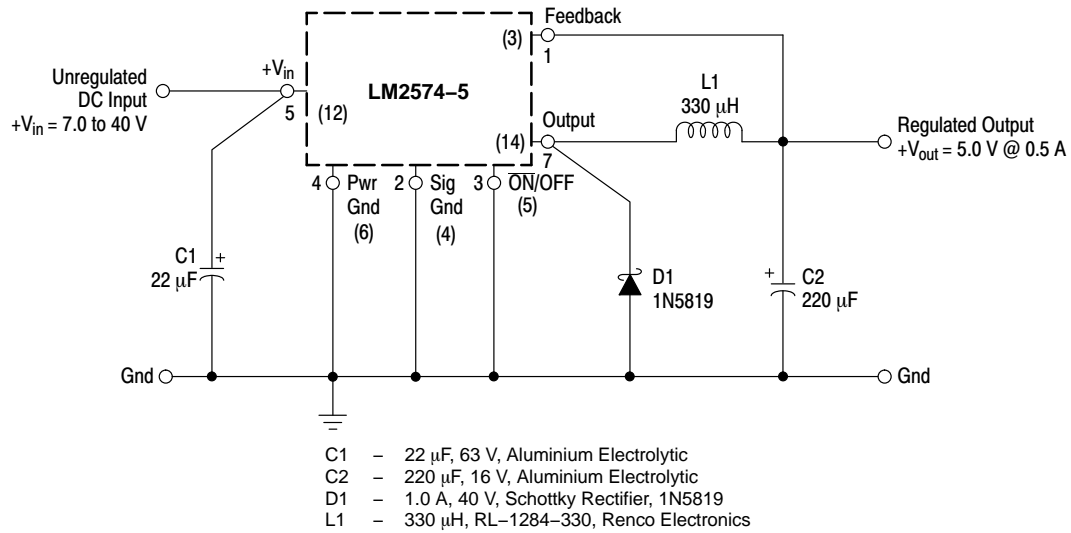 Feedback
(3)
1
Unregulated
DC Input
+Vin = 7.0 to 40 V
+Vin
5
(12)
LM2574–5
L1
330 μH
Output
(14)
7
Regulated Output
+Vout = 5.0 V @ 0.5 A
4 Pwr
Gnd
(6)
2 Sig
Gnd
(4)
3 ON/OFF
(5)
C1
22 μF
+
D1
1N5819
+
C2
220 μF
Gnd
Gnd
C1 – 22 μF, 63 V, Aluminium Electrolytic
C2 – 220 μF, 16 V, Aluminium Electrolytic
D1 – 1.0 A, 40 V, Schottky Rectifier, 1N5819
L1 – 330 μH, RL–1284–330, Renco Electronics